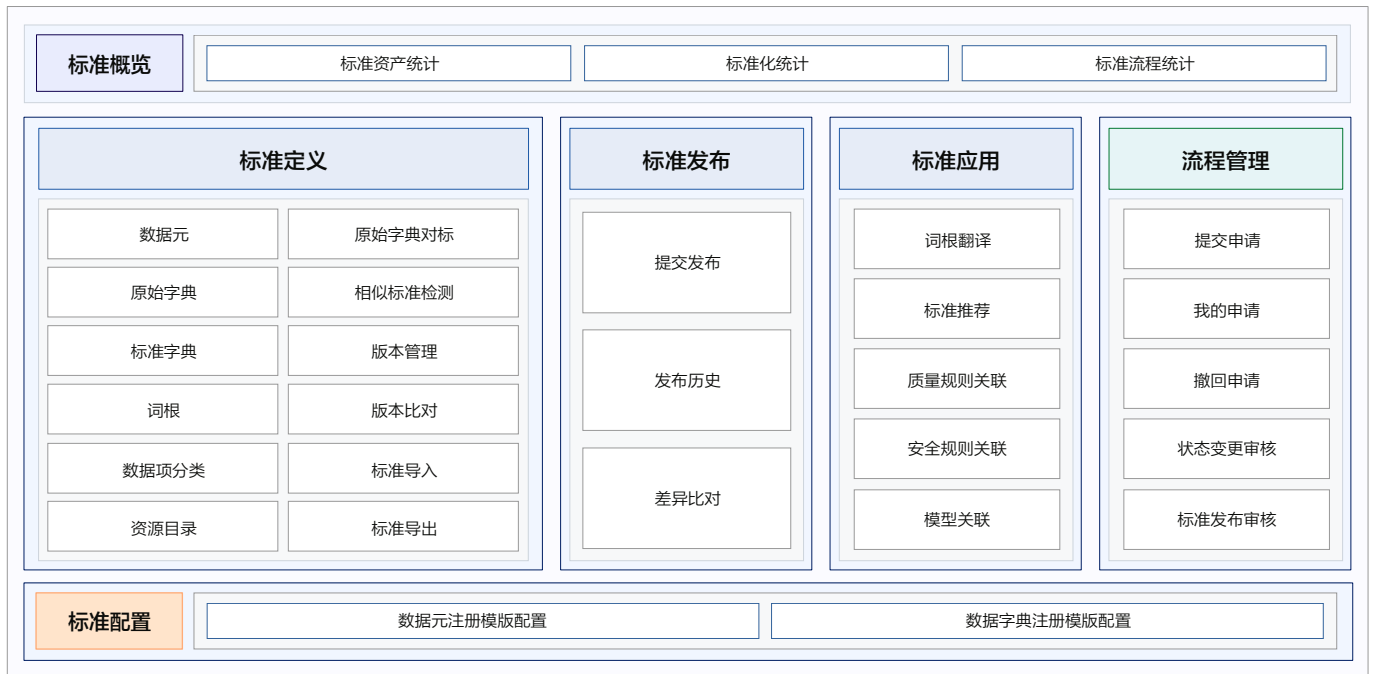 标准概览
标准资产统计
标准化统计
标准流程统计
标准定义
数据元
原始字典对标
原始字典
相似标准检测
标准字典
版本管理
词根
版本比对
数据项分类
标准导入
资源目录
标准导出
标准发布
提交发布
发布历史
差异比对
标准应用
词根翻译
标准推荐
质量规则关联
安全规则关联
模型关联
流程管理
提交申请
我的申请
撤回申请
状态变更审核
标准发布审核
标准配置
数据元注册模版配置
数据字典注册模版配置